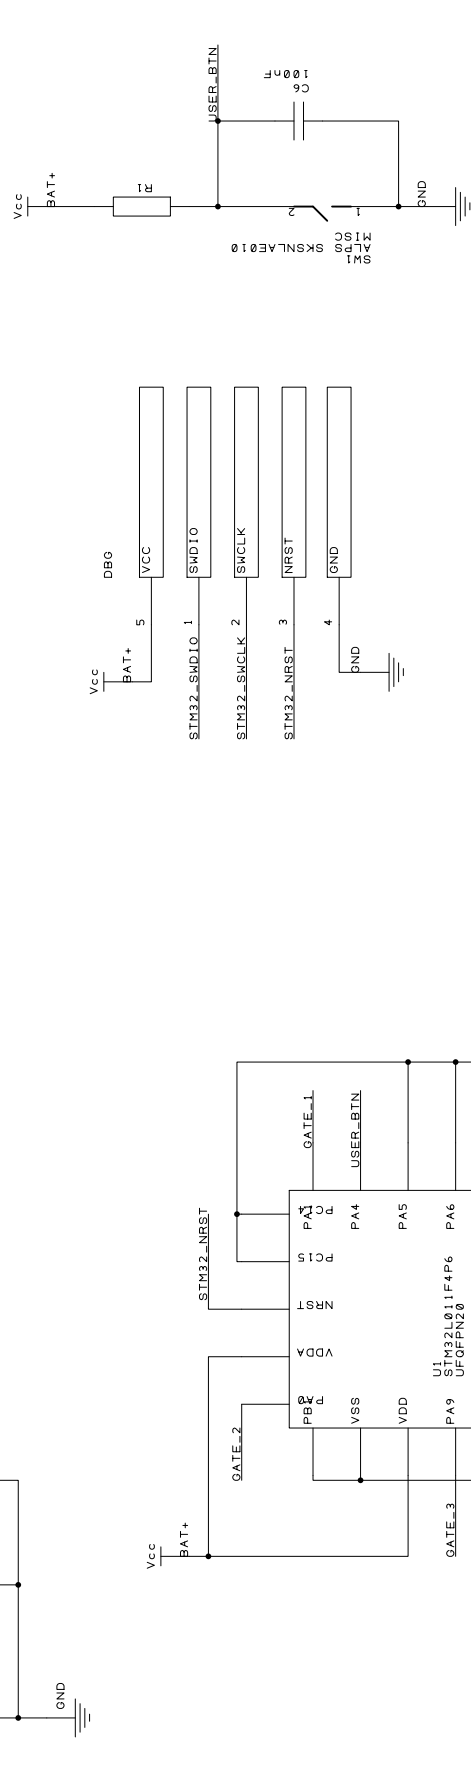 USER_BTN
100nF
C6
Vcc
BAT+
R1
2
1
GND
SW1
ALPS SKSNLAE010
MISC
DBG
VCC
SWDIO
SWCLK
NRST
GND
5
1
2
3
4
Vcc
BAT+
STM32_SWDIO
STM32_SWCLK
STM32_NRST
GND
GATE_1
USER_BTN
STM32_NRST
PC14
PA1
PA4
PA5
PA6
PC15
NRST
VDDA
PA0
U1
STM32L011F4P6
UFQFPN20
VSS
VDD
PA9
GATE_2
GATE_3
Vcc
BAT+
GND